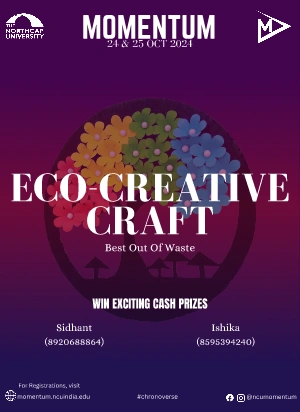 THE
NORTHCAP
UNIVERSITY
MOMENTUM
24 & 25 OCT 2024
M
ECO-CREATIVE
CRAFT
Best Out Of Waste
WIN EXCITING CASH PRIZES
Sidhant
(8920688864)
Ishika
(8595394240)
For Registrations, visit
momentum.ncuindia.edu
#chronoverse
@ncumomentum